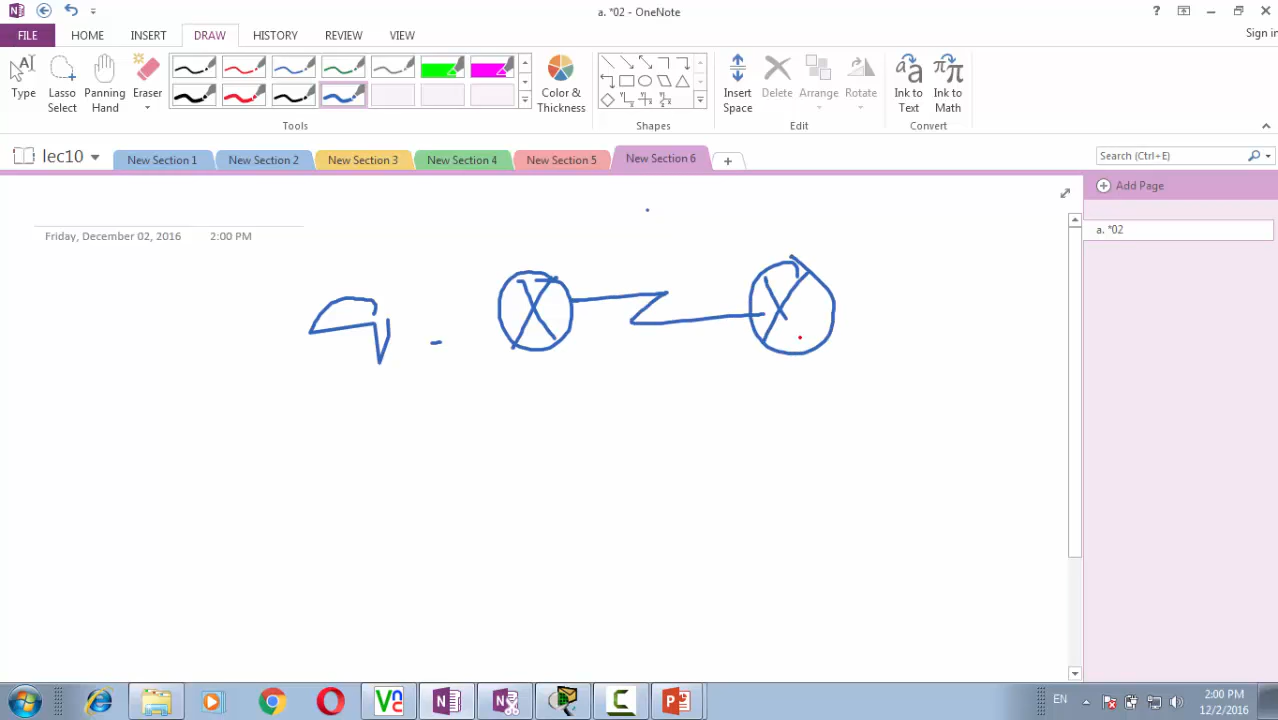 a. *02 - OneNote
FILE HOME INSERT DRAW HISTORY REVIEW VIEW
Sign in
Type
Lasso Select
Panning Hand
Eraser
Color & Thickness
Insert Space
Delete
Arrange
Rotate
Ink to Text
Ink to Math
Tools
Shapes
Edit
Convert
lec10
New Section 1
New Section 2
New Section 3
New Section 4
New Section 5
New Section 6
Search (Ctrl+E)
Add Page
a. *02
Friday, December 02, 2016 2:00 PM
EN
2:00 PM
12/2/2016